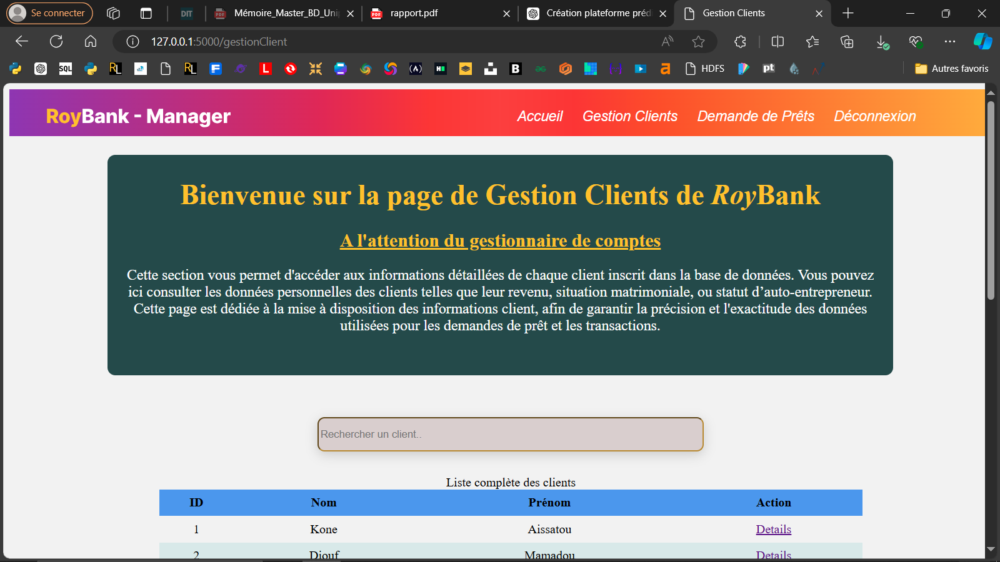 Se connecter
DIT
Mémoire_Master_BD_Uni
rapport.pdf
Création plateforme préd
Gestion Clients
127.0.0.1:5000/gestionClient
SQL
RL
RL
L
B
HDFS
pt
Autres favoris
RoyBank - Manager
Accueil
Gestion Clients
Demande de Prêts
Déconnexion
Bienvenue sur la page de Gestion Clients de RoyBank
A l'attention du gestionnaire de comptes
Cette section vous permet d'accéder aux informations détaillées de chaque client inscrit dans la base de données. Vous pouvez
ici consulter les données personnelles des clients telles que leur revenu, situation matrimoniale, ou statut d’auto-entrepreneur.
Cette page est dédiée à la mise à disposition des informations client, afin de garantir la précision et l'exactitude des données
utilisées pour les demandes de prêt et les transactions.
Rechercher un client..
Liste complète des clients
ID Nom Prénom Action
1 Kone Aissatou Details
2 Diouf Mamadou Details